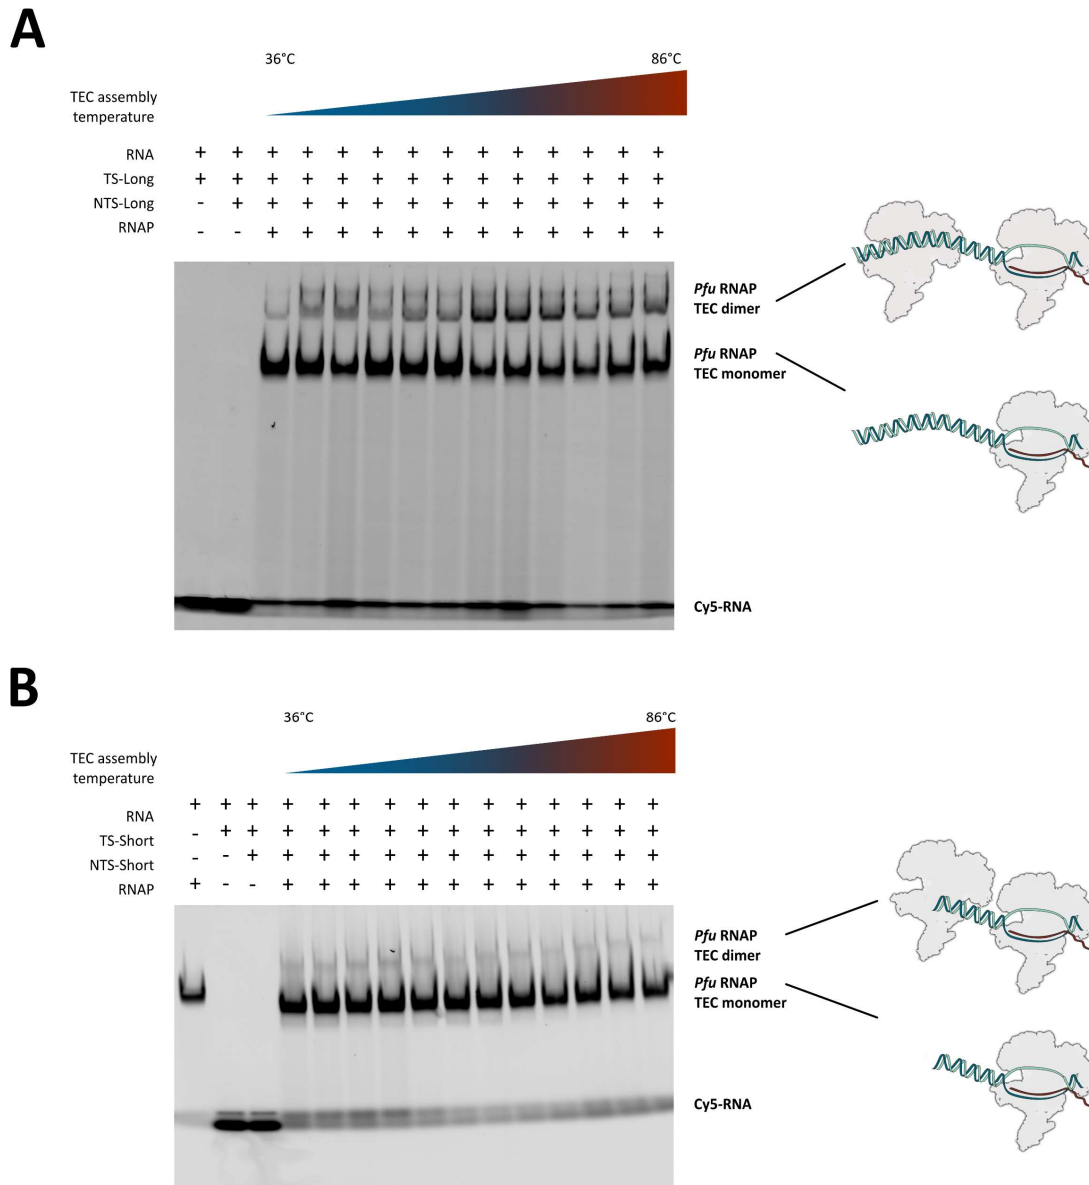 A
36°C 86°C
TEC assembly
temperature
RNA + + + + + + + + + + + + + +
TS-Long + + + + + + + + + + + + + +
NTS-Long - + + + + + + + + + + + + +
RNAP - - + + + + + + + + + + + +
Pfu RNAP
TEC dimer
Pfu RNAP
TEC monomer
Cy5-RNA
B
36°C 86°C
TEC assembly
temperature
RNA + + + + + + + + + + + + + + +
TS-Short - + + + + + + + + + + + + + +
NTS-Short - - + + + + + + + + + + + + +
RNAP + - - + + + + + + + + + + + +
Pfu RNAP
TEC dimer
Pfu RNAP
TEC monomer
Cy5-RNA